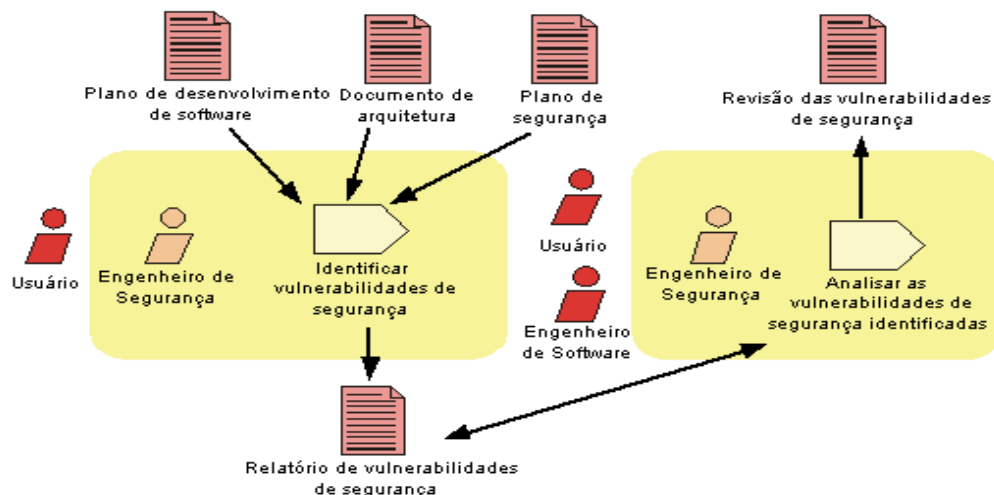 Plano de desenvolvimento
de software
Documento de
arquitetura
Plano de
segurança
Revisão das vulnerabilidades
de segurança
Usuário
Engenheiro de
Segurança
Identificar
vulnerabilidades de
segurança
Usuário
Engenheiro
de Software
Engenheiro de
Segurança
Analisar as
vulnerabilidades de
segurança identificadas
Relatório de vulnerabilidades
de segurança